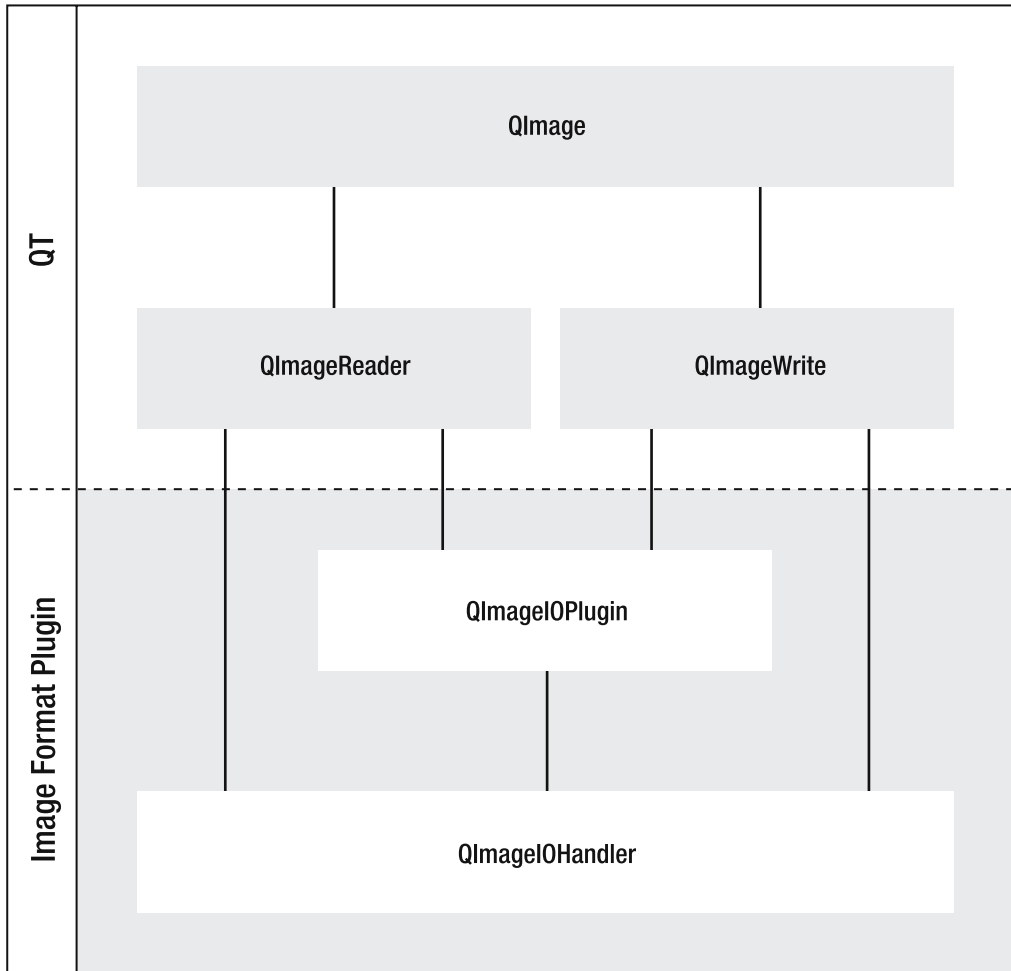 QT
QImage
QImageReader
QImageWrite
Image Format Plugin
QImageIOPlugin
QImageIOHandler